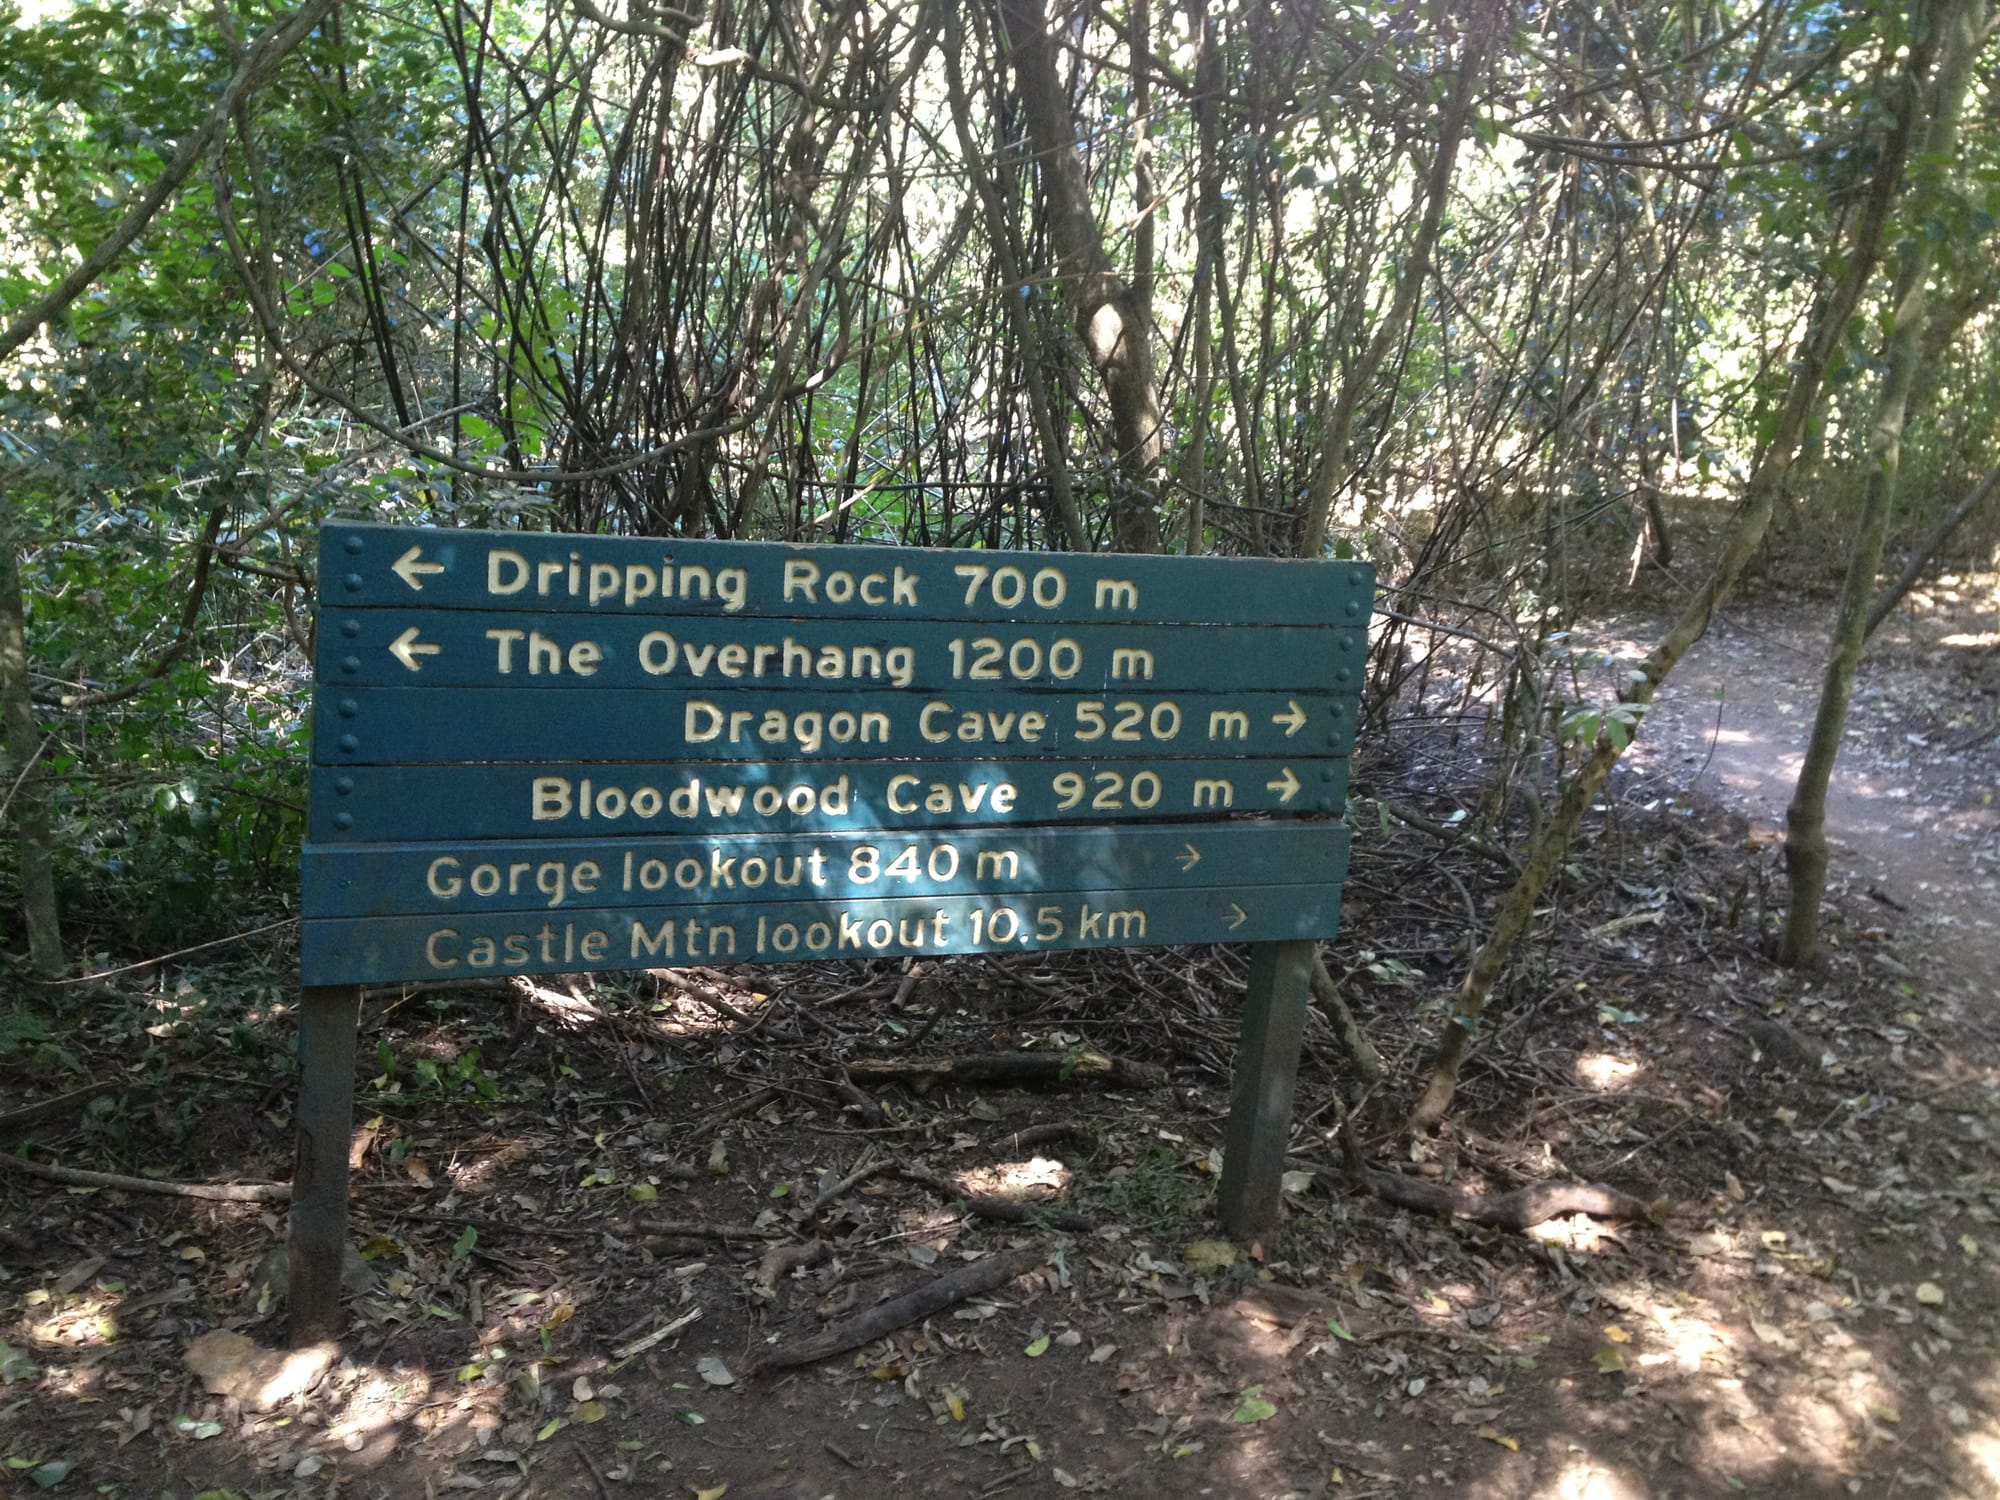 ← Dripping Rock 700 m
← The Overhang 1200 m
Dragon Cave 520 m →
Bloodwood Cave 920 m →
Gorge lookout 840 m →
Castle Mtn lookout 10.5 km →